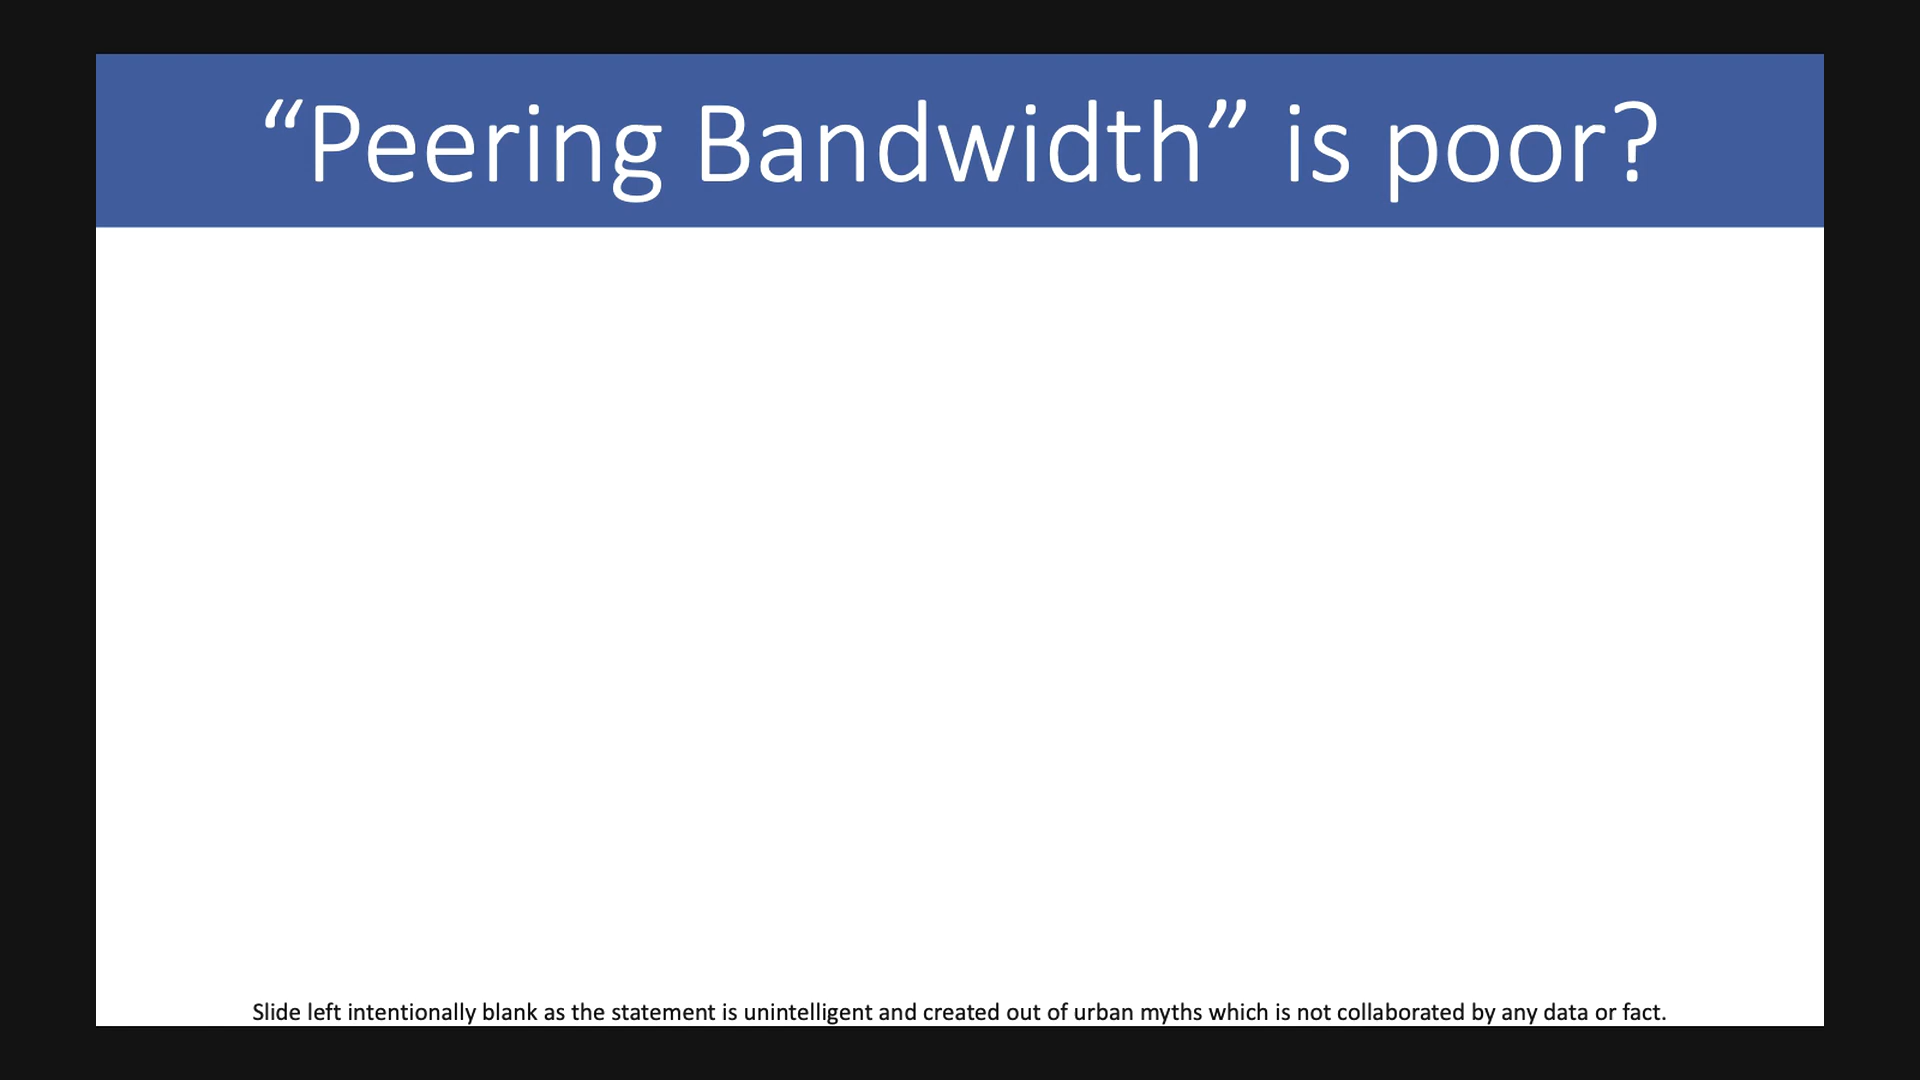 “Peering Bandwidth” is poor?
Slide left intentionally blank as the statement is unintelligent and created out of urban myths which is not collaborated by any data or fact.